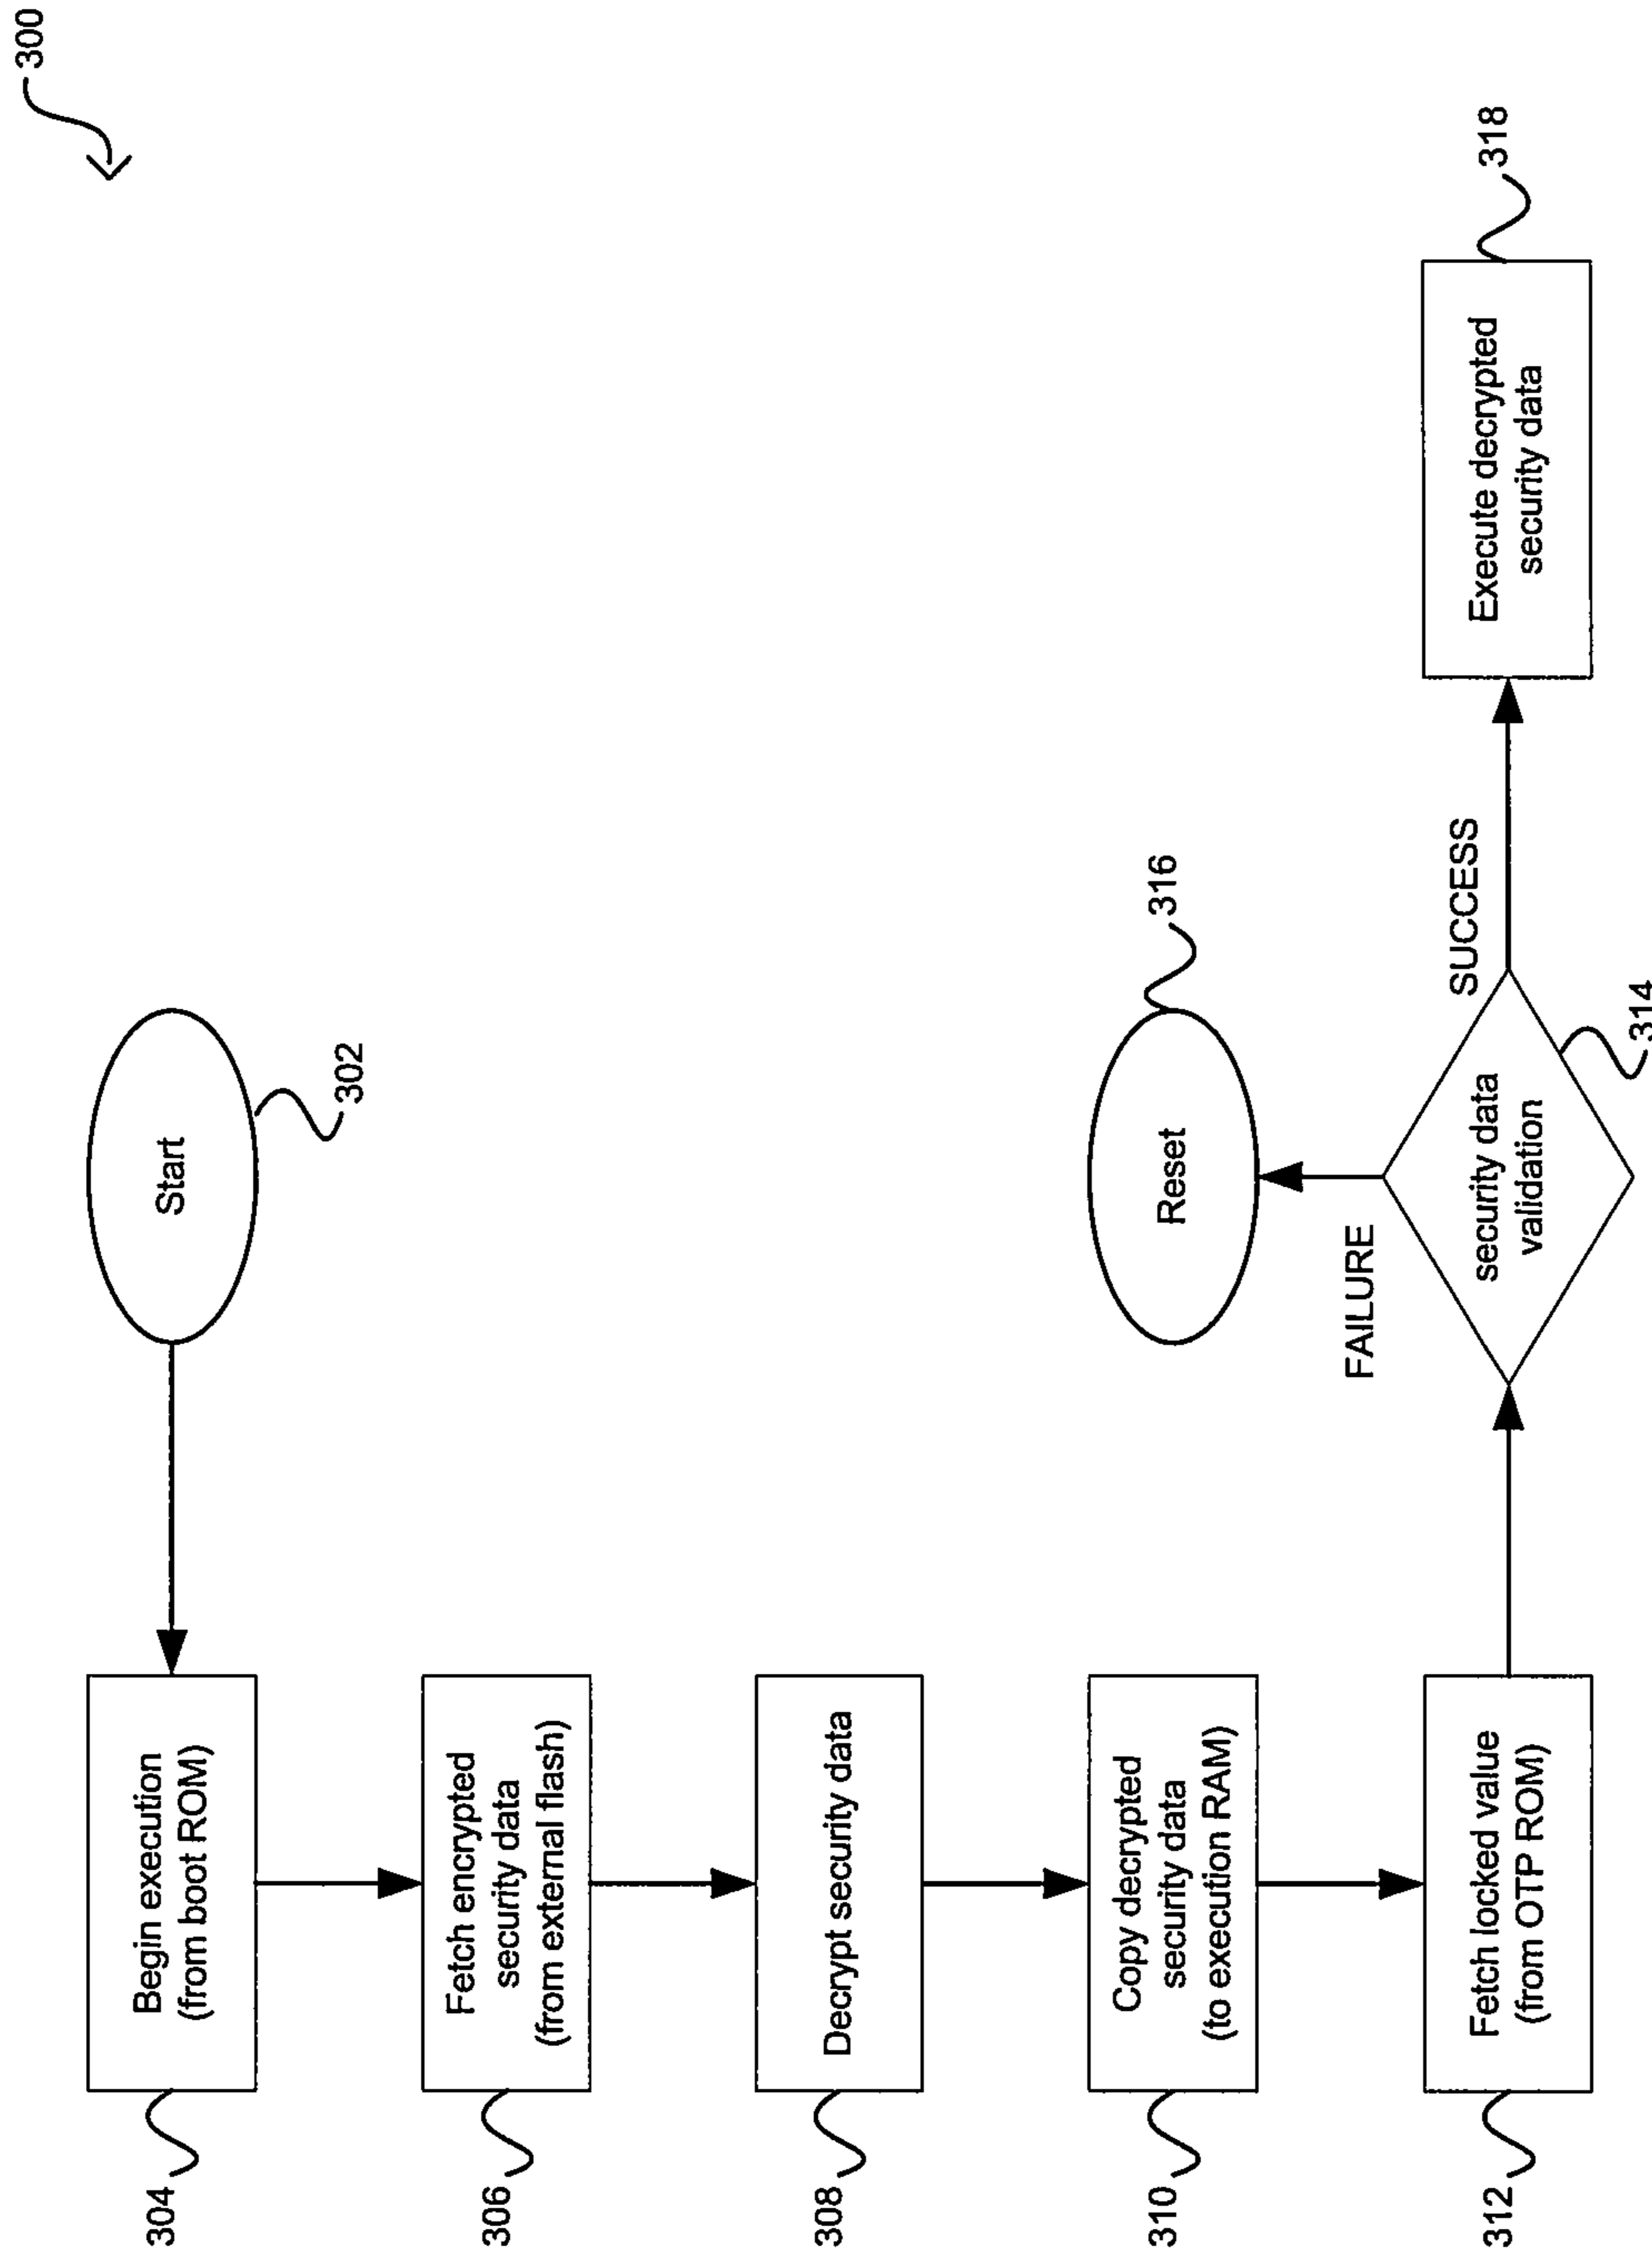 300
Start
302
Begin execution
(from boot ROM)
304
Fetch encrypted
security data
(from external flash)
306
Decrypt security data
308
Copy decrypted
security data
(to execution RAM)
310
Fetch locked value
(from OTP ROM)
312
security data
validation
314
FAILURE
Reset
316
SUCCESS
Execute decrypted
security data
318